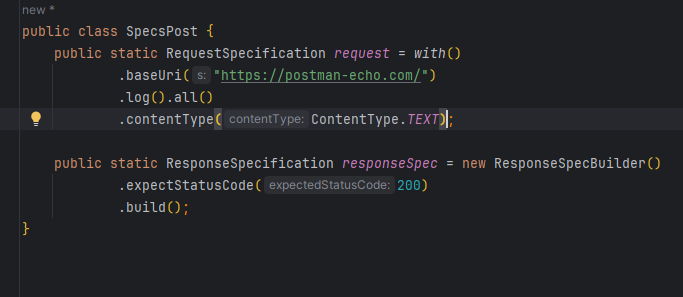 new *
public class SpecsPost {
public static RequestSpecification request = with()
.baseUri( s: "https://postman-echo.com/")
.log().all()
.contentType( contentType: ContentType.TEXT);
public static ResponseSpecification responseSpec = new ResponseSpecBuilder()
.expectStatusCode( expectedStatusCode: 200)
.build();
}